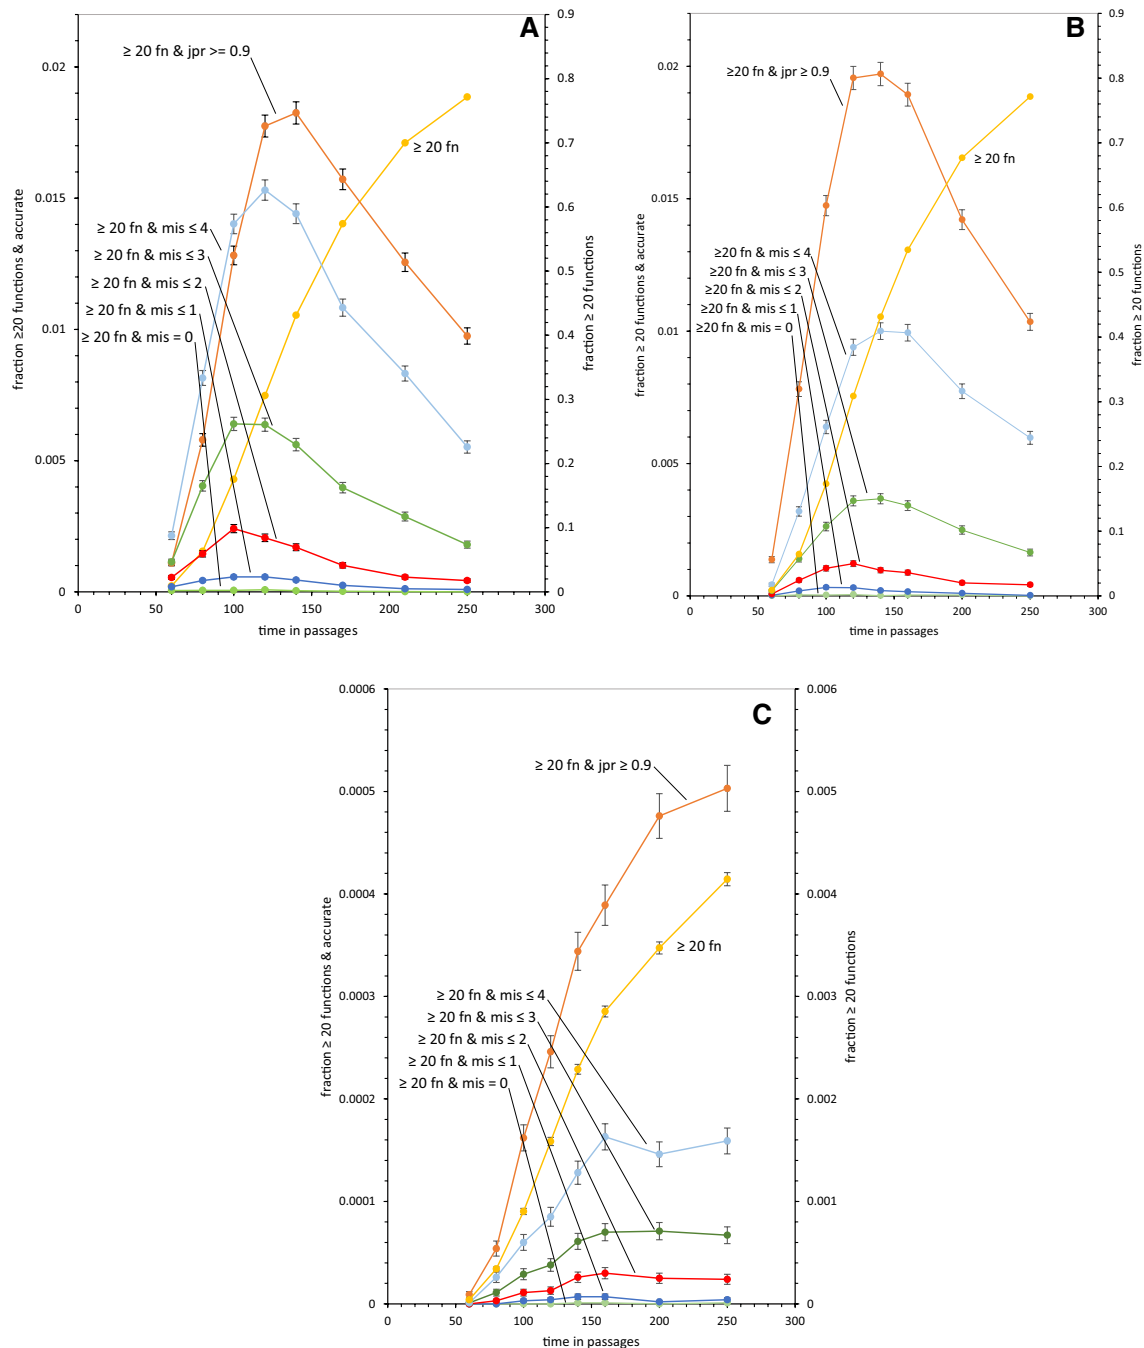 A
≥ 20 fn & jpr >= 0.9
≥ 20 fn
≥ 20 fn & mis ≤ 4
≥ 20 fn & mis ≤ 3
≥ 20 fn & mis ≤ 2
≥ 20 fn & mis ≤ 1
≥ 20 fn & mis = 0
fraction ≥20 functions & accurate
0.02
0.015
0.01
0.005
0
0.9
0.8
0.7
0.6
0.5
0.4
0.3
0.2
0.1
0
fraction ≥ 20 functions
0 50 100 150 200 250 300
time in passages
B
≥20 fn & jpr ≥ 0.9
≥ 20 fn
≥20 fn & mis ≤ 4
≥20 fn & mis ≤ 3
≥20 fn & mis ≤ 2
≥20 fn & mis ≤ 1
≥20 fn & mis = 0
fraction ≥ 20 functions & accurate
0.02
0.015
0.01
0.005
0
0.9
0.8
0.7
0.6
0.5
0.4
0.3
0.2
0.1
0
fraction ≥ 20 functions
0 50 100 150 200 250 300
time in passages
C
≥ 20 fn & jpr ≥ 0.9
≥ 20 fn
≥ 20 fn & mis ≤ 4
≥ 20 fn & mis ≤ 3
≥ 20 fn & mis ≤ 2
≥ 20 fn & mis ≤ 1
≥ 20 fn & mis = 0
fraction ≥ 20 functions & accurate
0.0006
0.0005
0.0004
0.0003
0.0002
0.0001
0
0.006
0.005
0.004
0.003
0.002
0.001
0
fraction ≥ 20 functions
0 50 100 150 200 250 300
time in passages